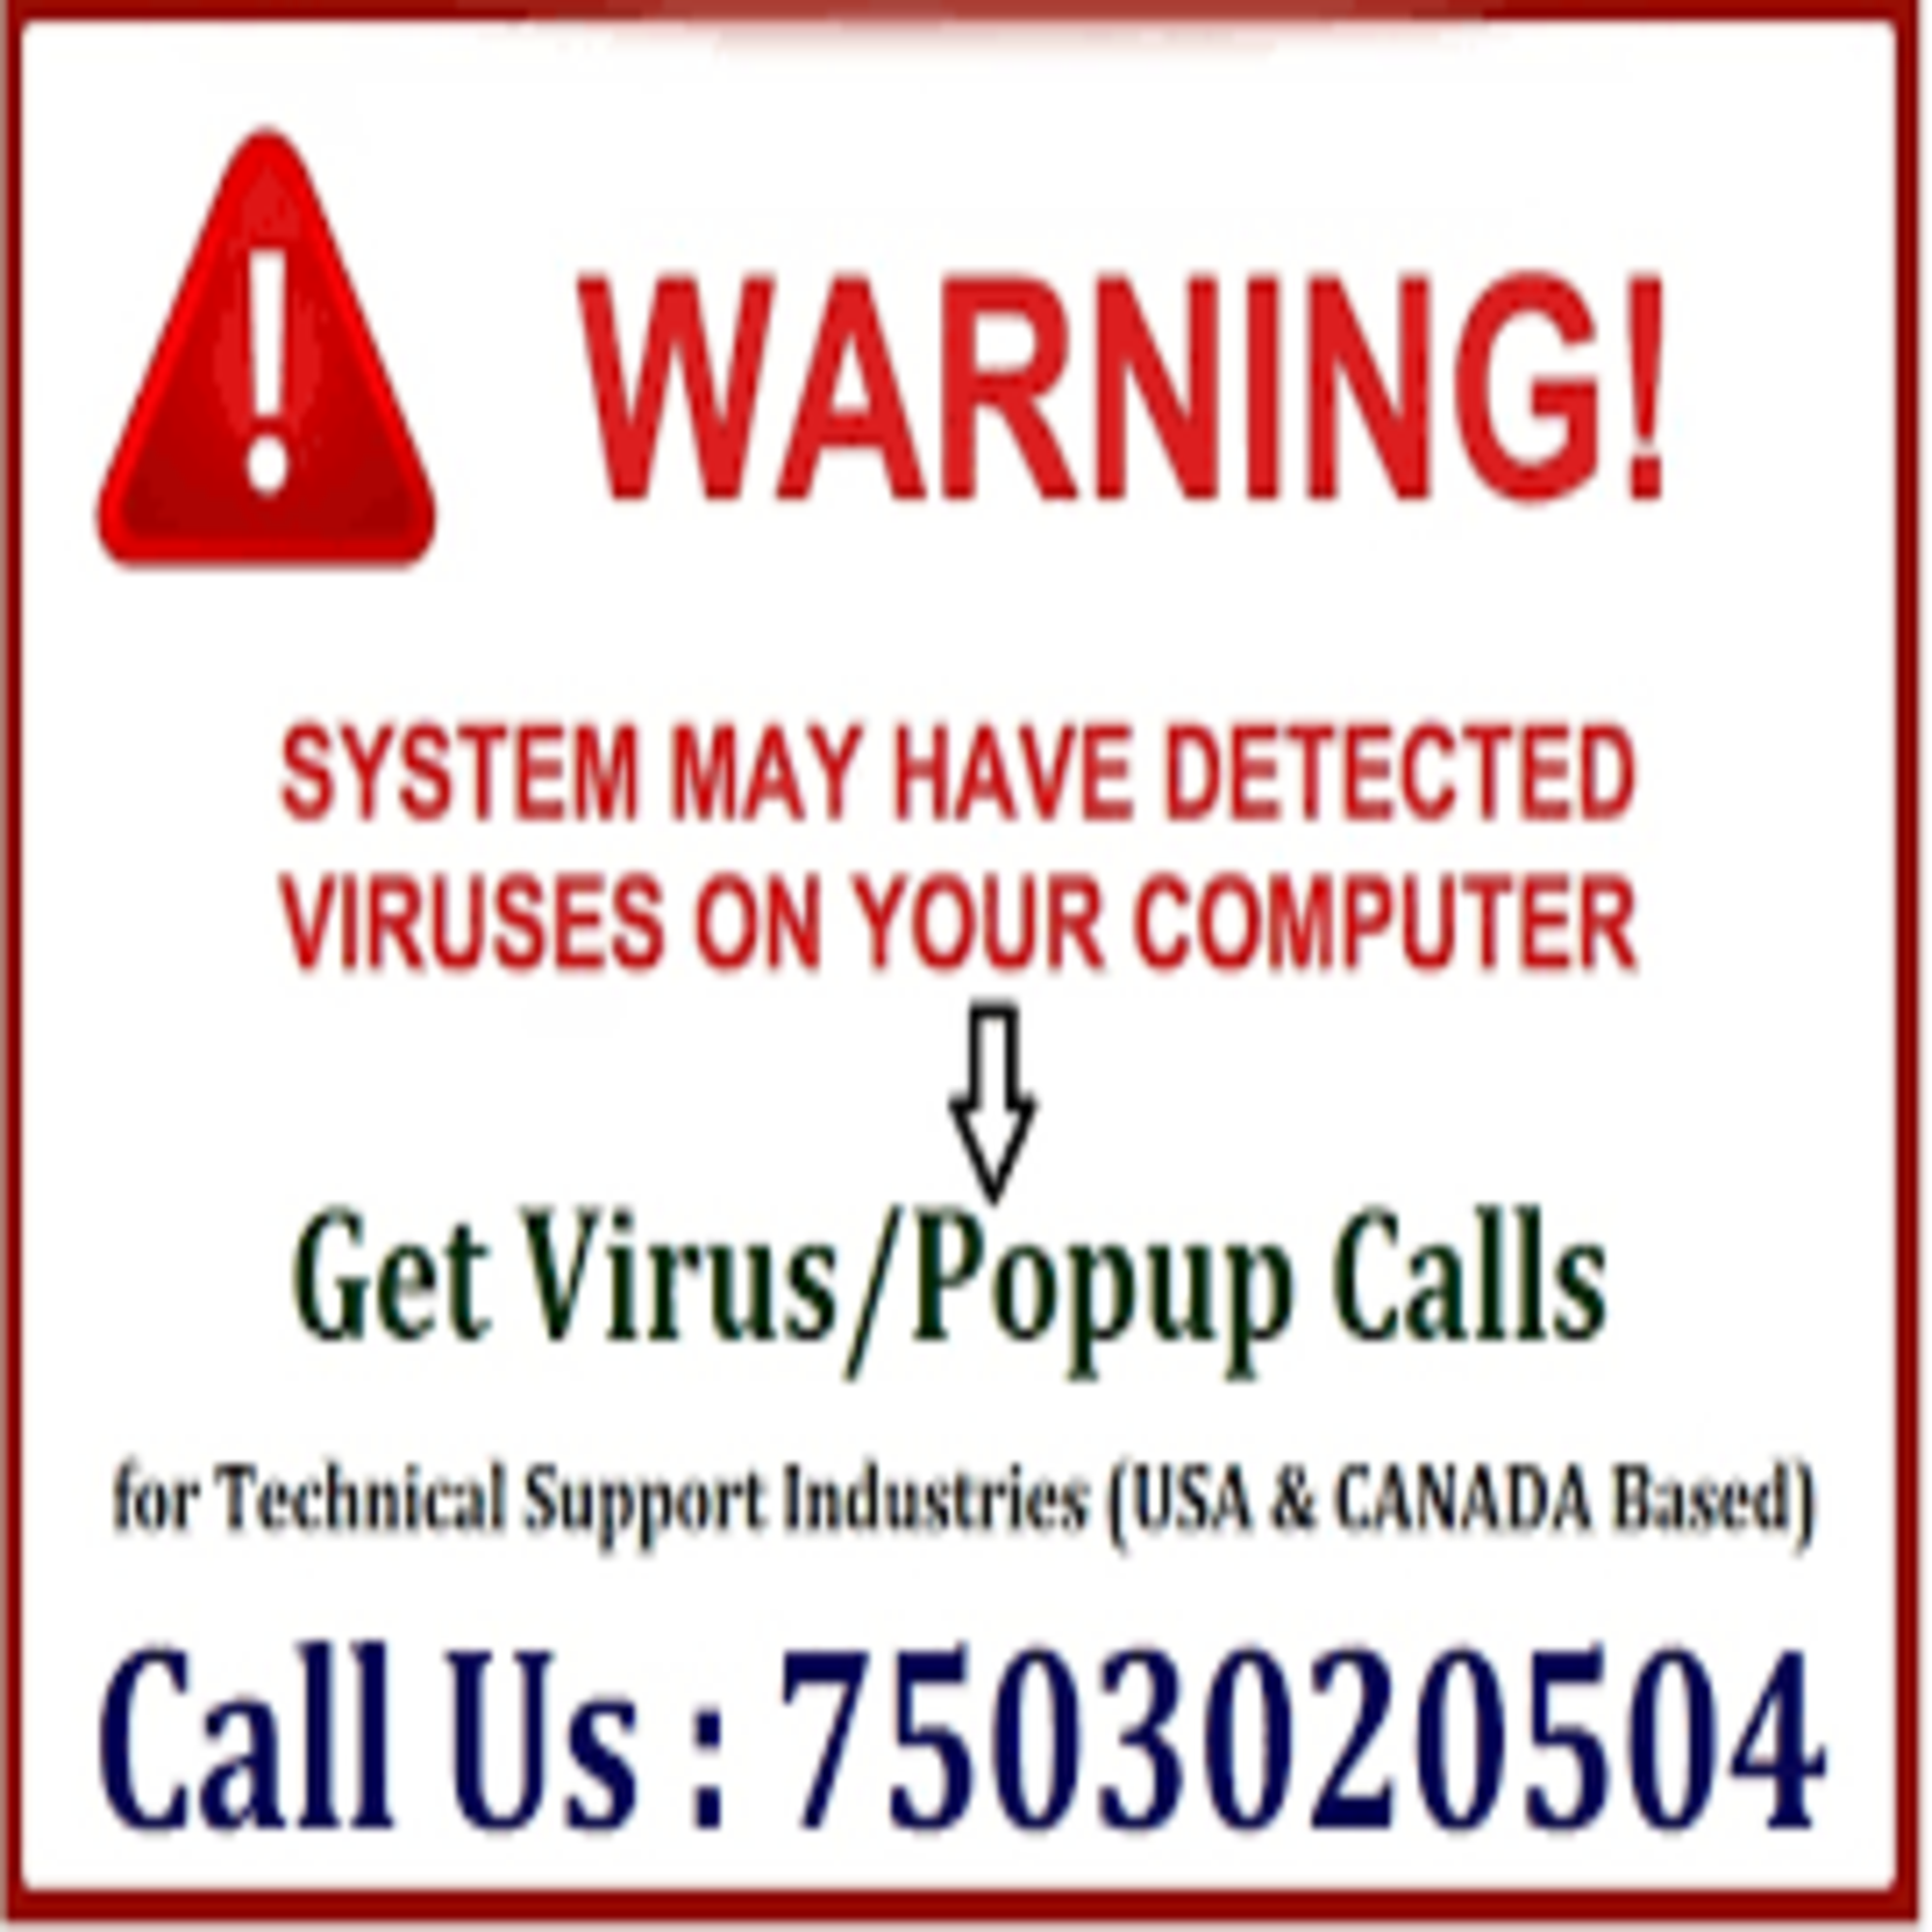 WARNING!
SYSTEM MAY HAVE DETECTED
VIRUSES ON YOUR COMPUTER
Get Virus/Popup Calls
for Technical Support Industries (USA & CANADA Based)
Call Us : 7503020504